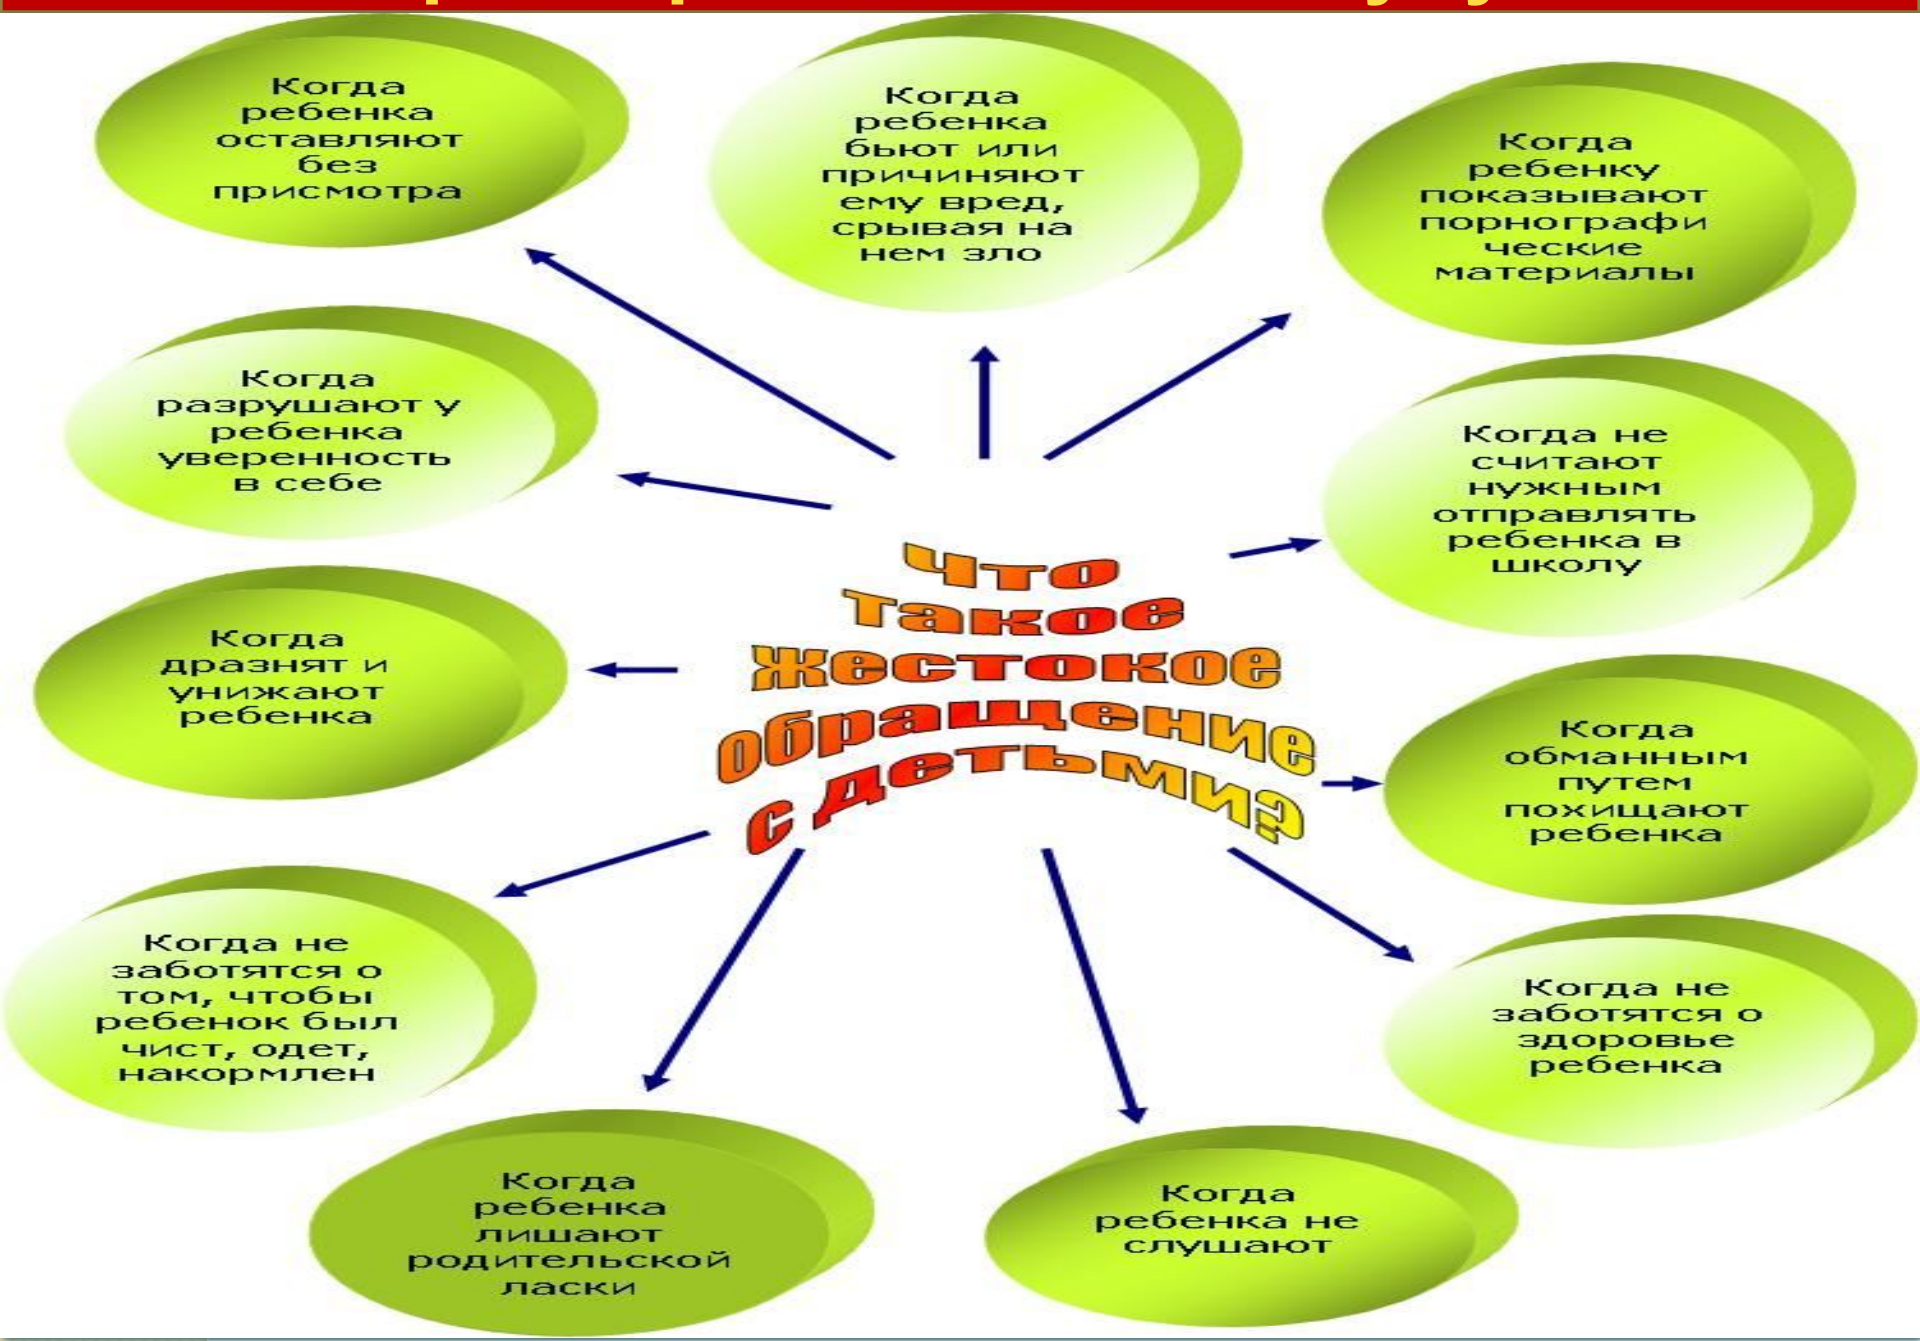 Когда
ребенка
оставляют
без
присмотра
Когда
ребенка
бьют или
причиняют
ему вред,
срывая на
нем зло
Когда
ребенку
показывают
порнографи
ческие
материалы
Когда
разрушают у
ребенка
уверенность
в себе
Когда не
считают
нужным
отправлять
ребенка в
школу
Что
такое
жестокое
обращение
с детьми?
Когда
дразнят и
унижают
ребенка
Когда
обманным
путем
похищают
ребенка
Когда не
заботятся о
том, чтобы
ребенок был
чист, одет,
накормлен
Когда не
заботятся о
здоровье
ребенка
Когда
ребенка
лишают
родительской
ласки
Когда
ребенка не
слушают